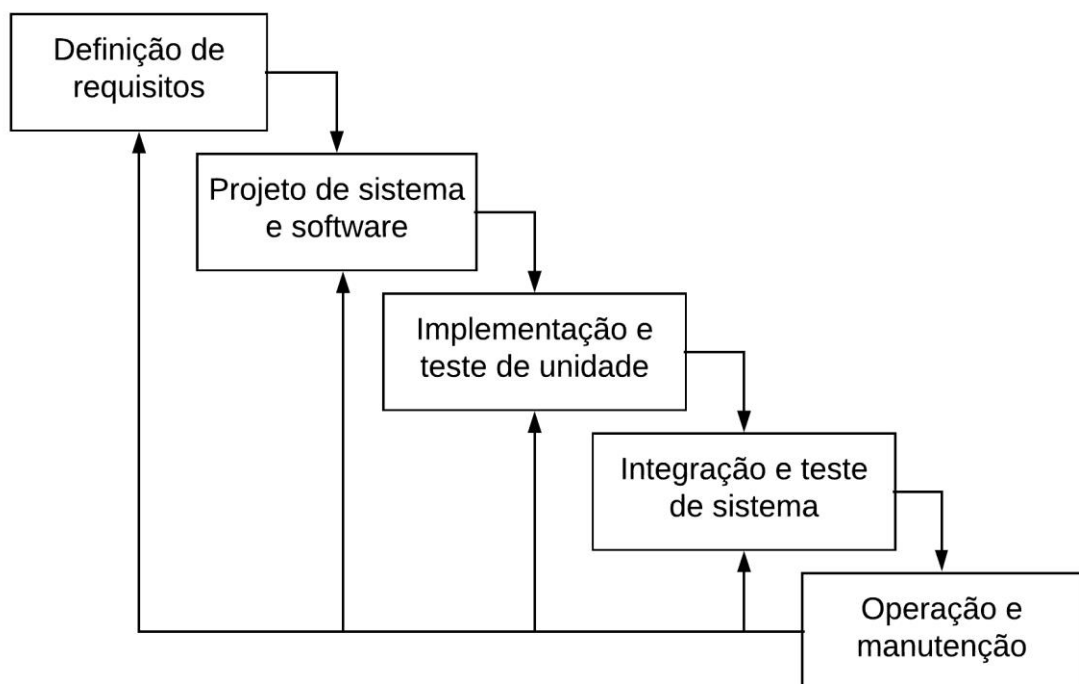 Definição de
requisitos
Projeto de sistema
e software
Implementação e
teste de unidade
Integração e teste
de sistema
Operação e
manutenção